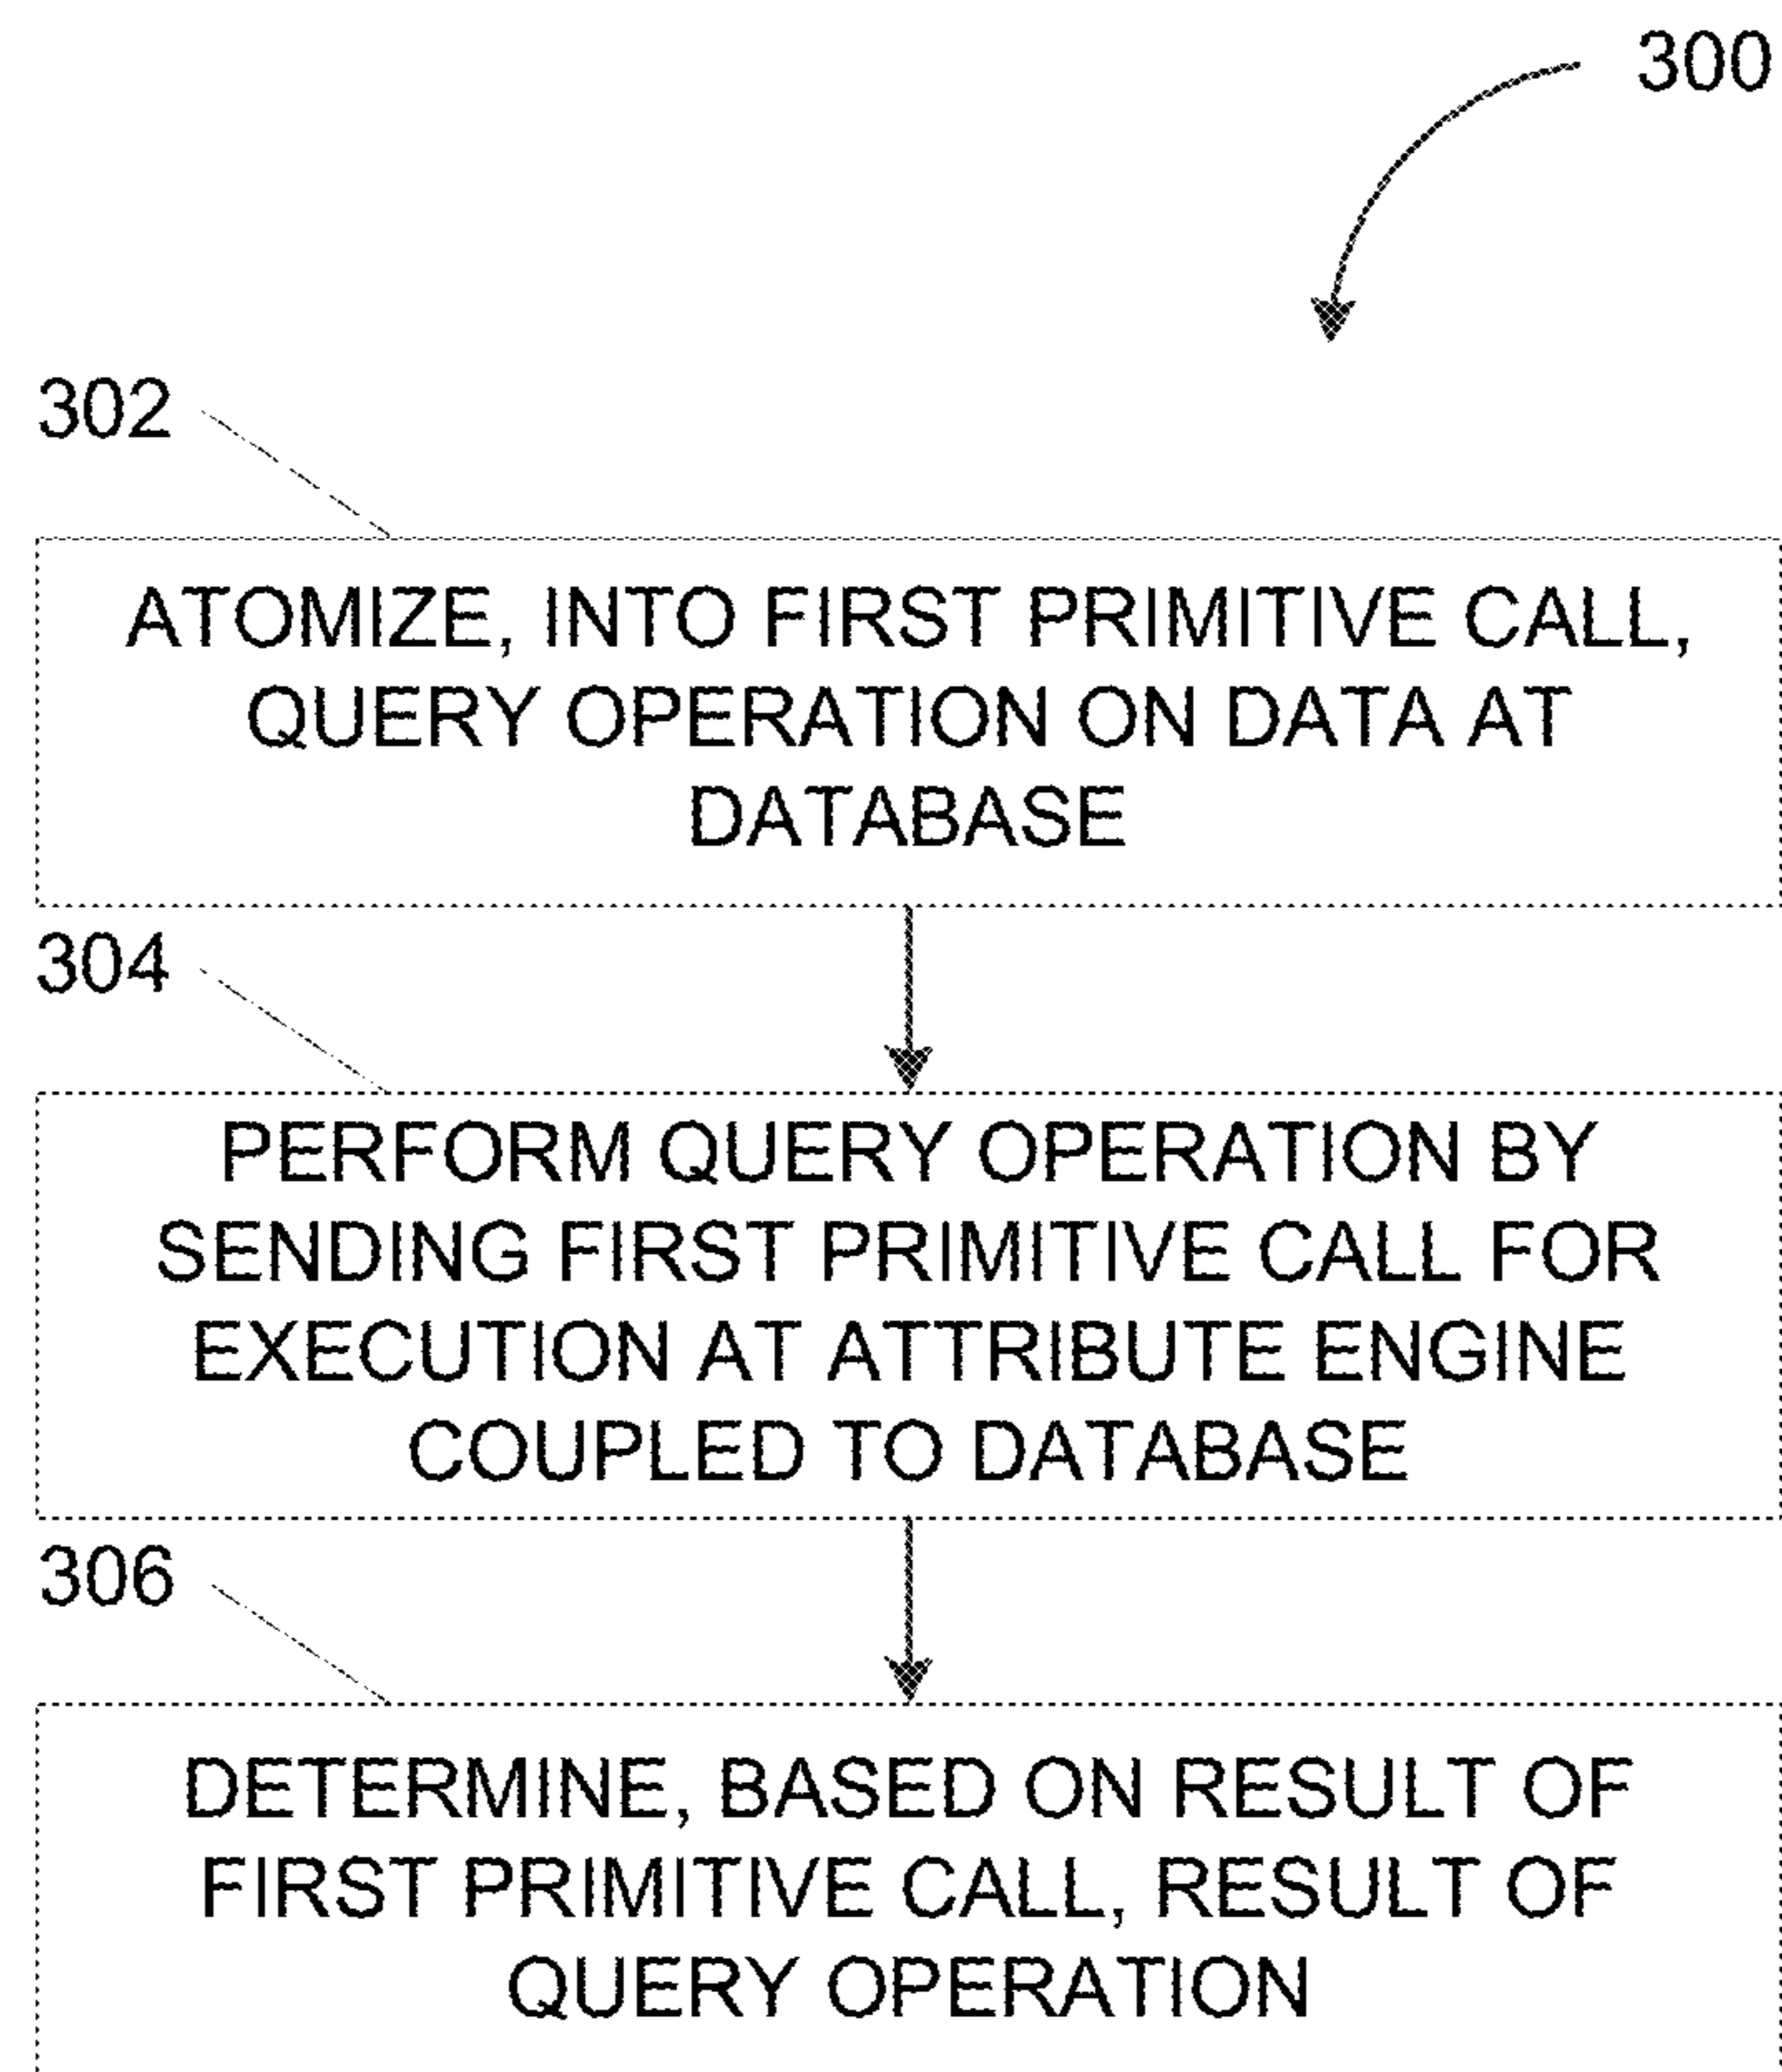 300
302
ATOMIZE, INTO FIRST PRIMITIVE CALL,
QUERY OPERATION ON DATA AT
DATABASE
304
PERFORM QUERY OPERATION BY
SENDING FIRST PRIMITIVE CALL FOR
EXECUTION AT ATTRIBUTE ENGINE
COUPLED TO DATABASE
306
DETERMINE, BASED ON RESULT OF
FIRST PRIMITIVE CALL, RESULT OF
QUERY OPERATION